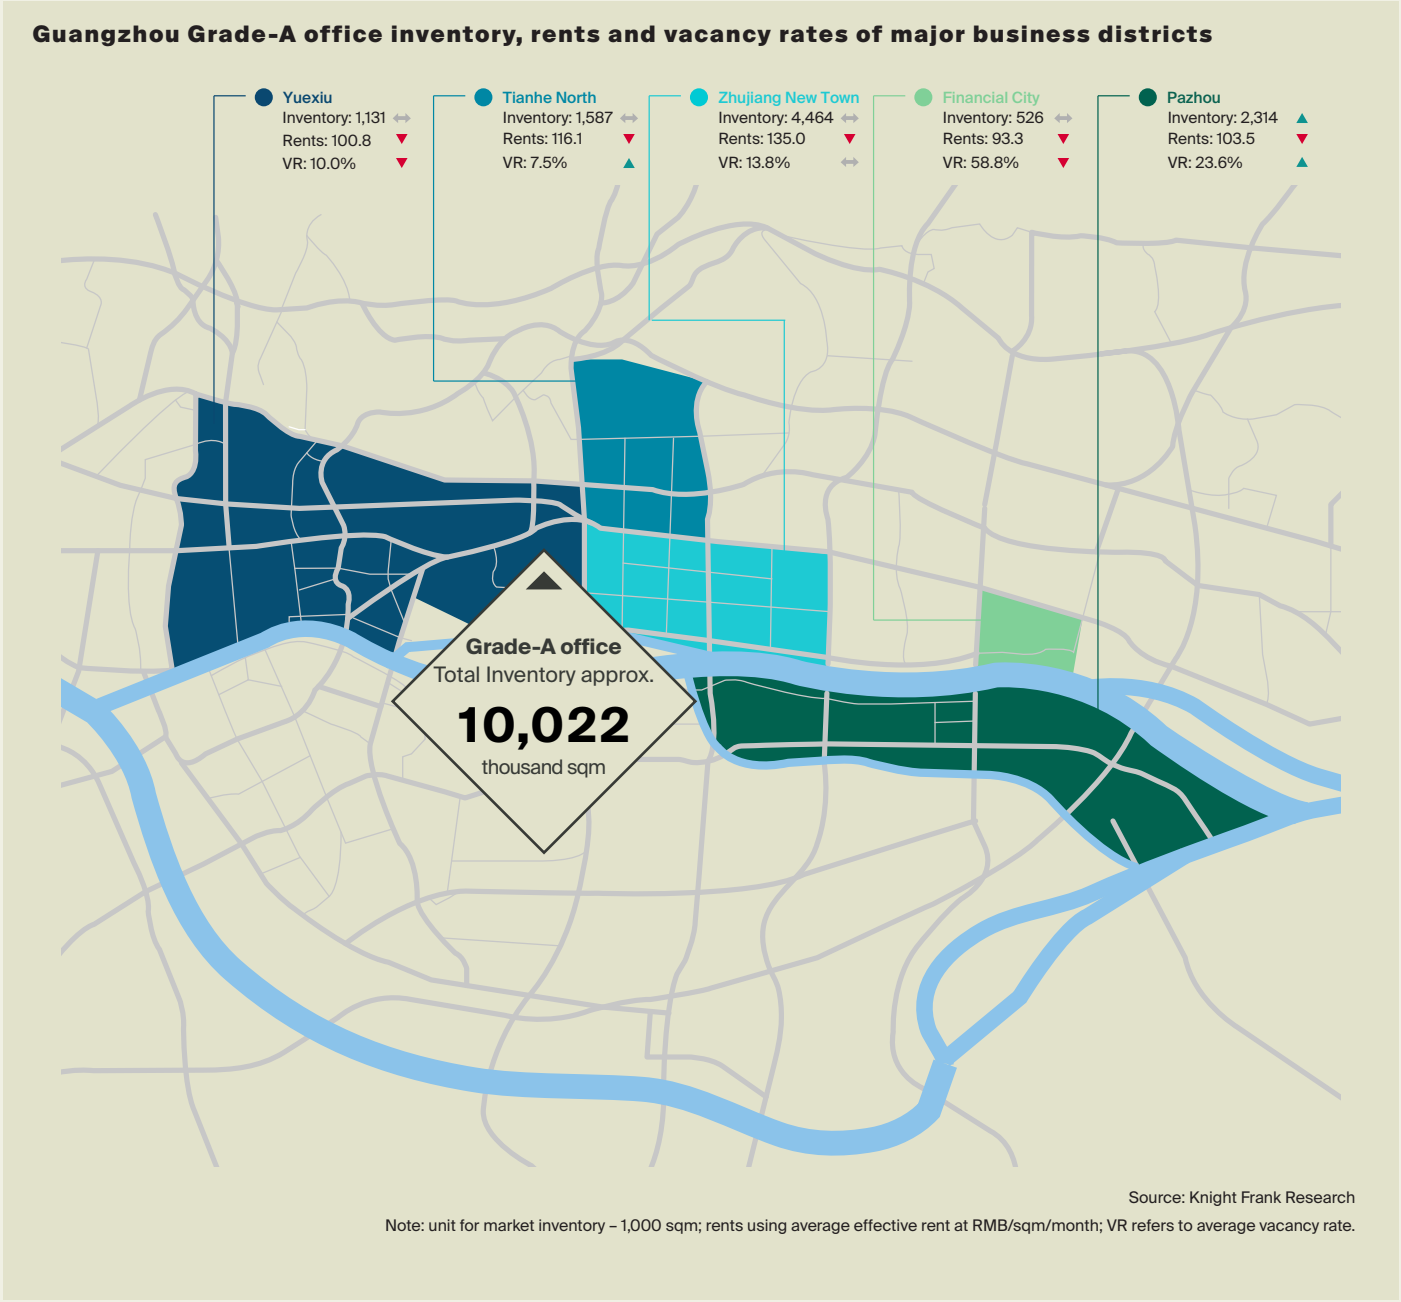 Guangzhou Grade-A office inventory, rents and vacancy rates of major business districts
Yuexiu
Inventory: 1,131
Rents: 100.8
VR: 10.0%
Tianhe North
Inventory: 1,587
Rents: 116.1
VR: 7.5%
Zhujiang New Town
Inventory: 4,464
Rents: 135.0
VR: 13.8%
Financial City
Inventory: 526
Rents: 93.3
VR: 58.8%
Pazhou
Inventory: 2,314
Rents: 103.5
VR: 23.6%
Grade-A office
Total Inventory approx.
10,022
thousand sqm
Source: Knight Frank Research
Note: unit for market inventory – 1,000 sqm; rents using average effective rent at RMB/sqm/month; VR refers to average vacancy rate.